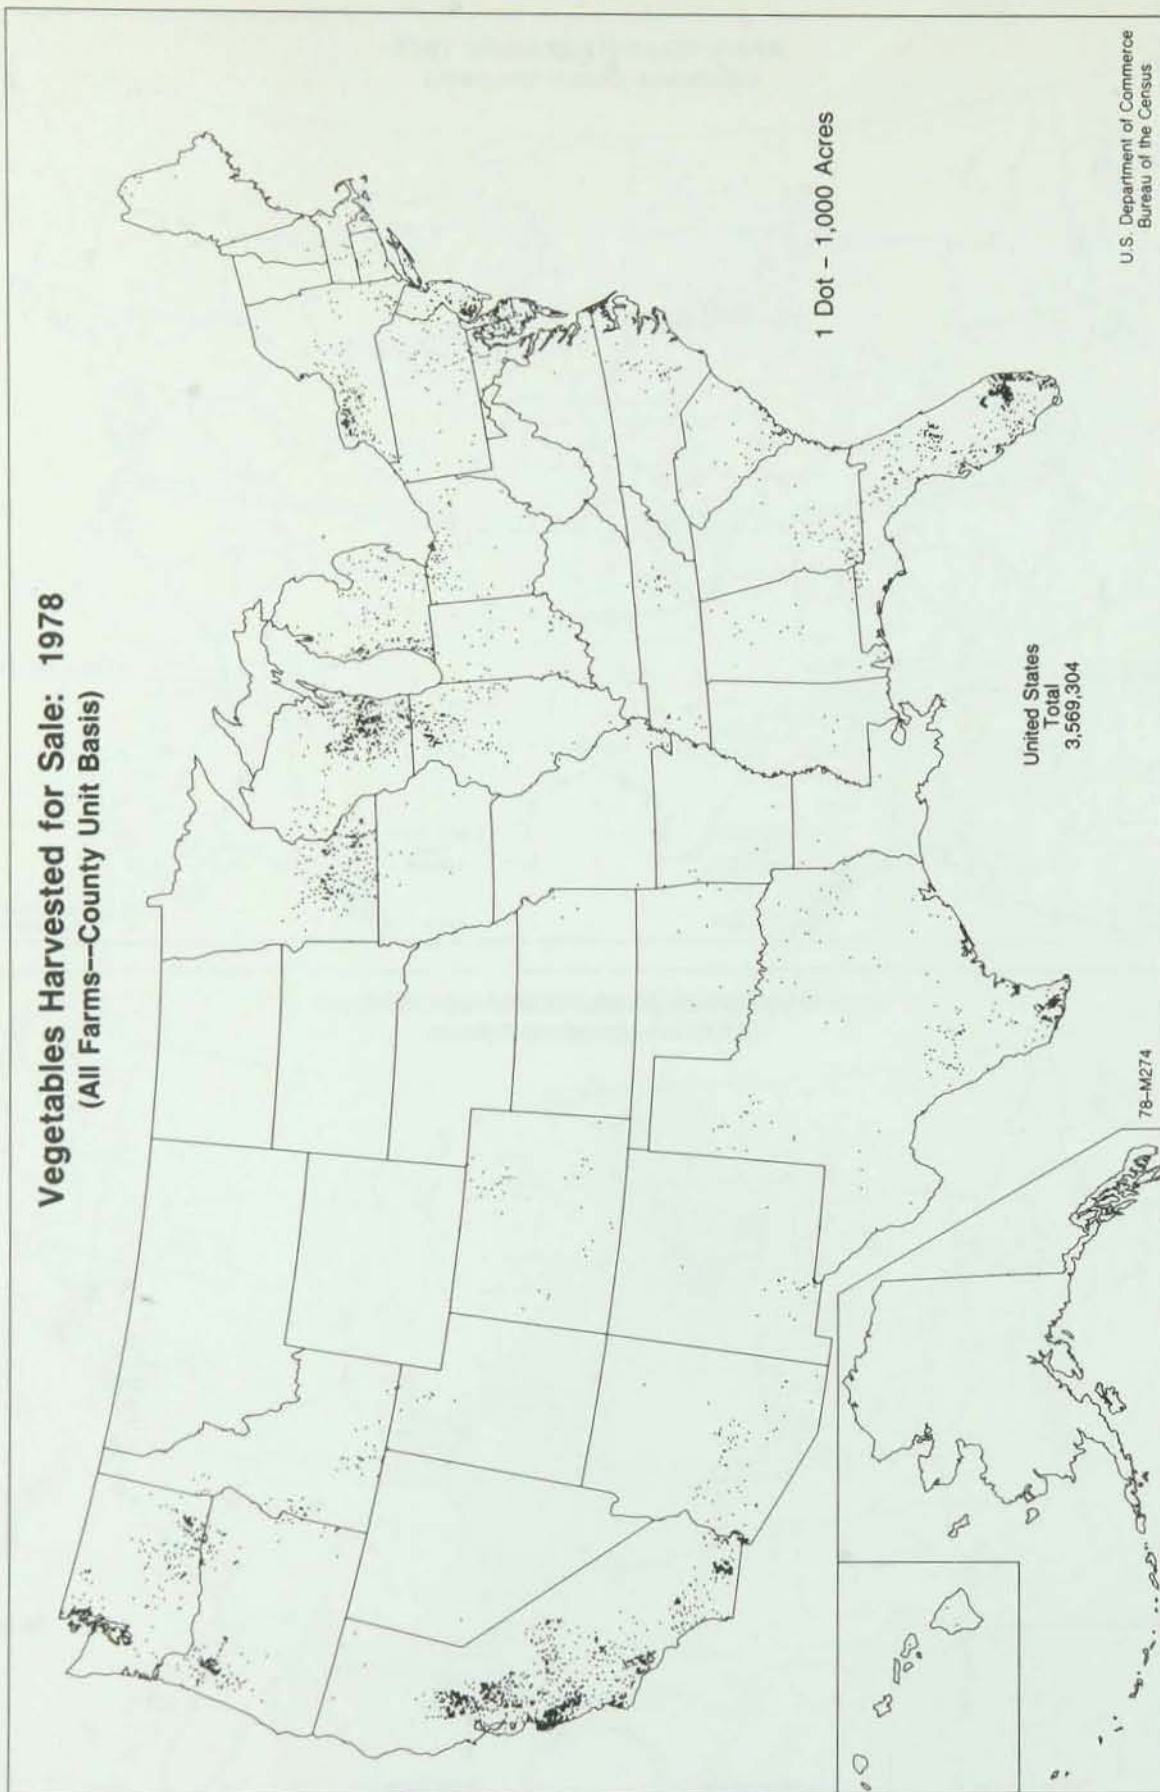 Vegetables Harvested for Sale: 1978
(All Farms—County Unit Basis)
1 Dot – 1,000 Acres
United States
Total
3,569,304
78–M274
U.S. Department of Commerce
Bureau of the Census